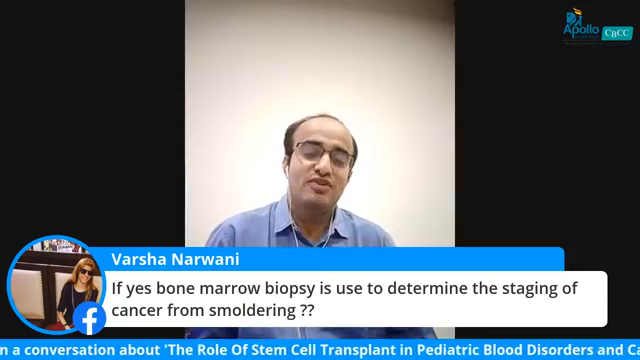 Apollo
CBCC
Varsha Narwani
If yes bone marrow biopsy is use to determine the staging of
cancer from smoldering ??
n a conversation about 'The Role Of Stem Cell Transplant in Pediatric Blood Disorders and Ca